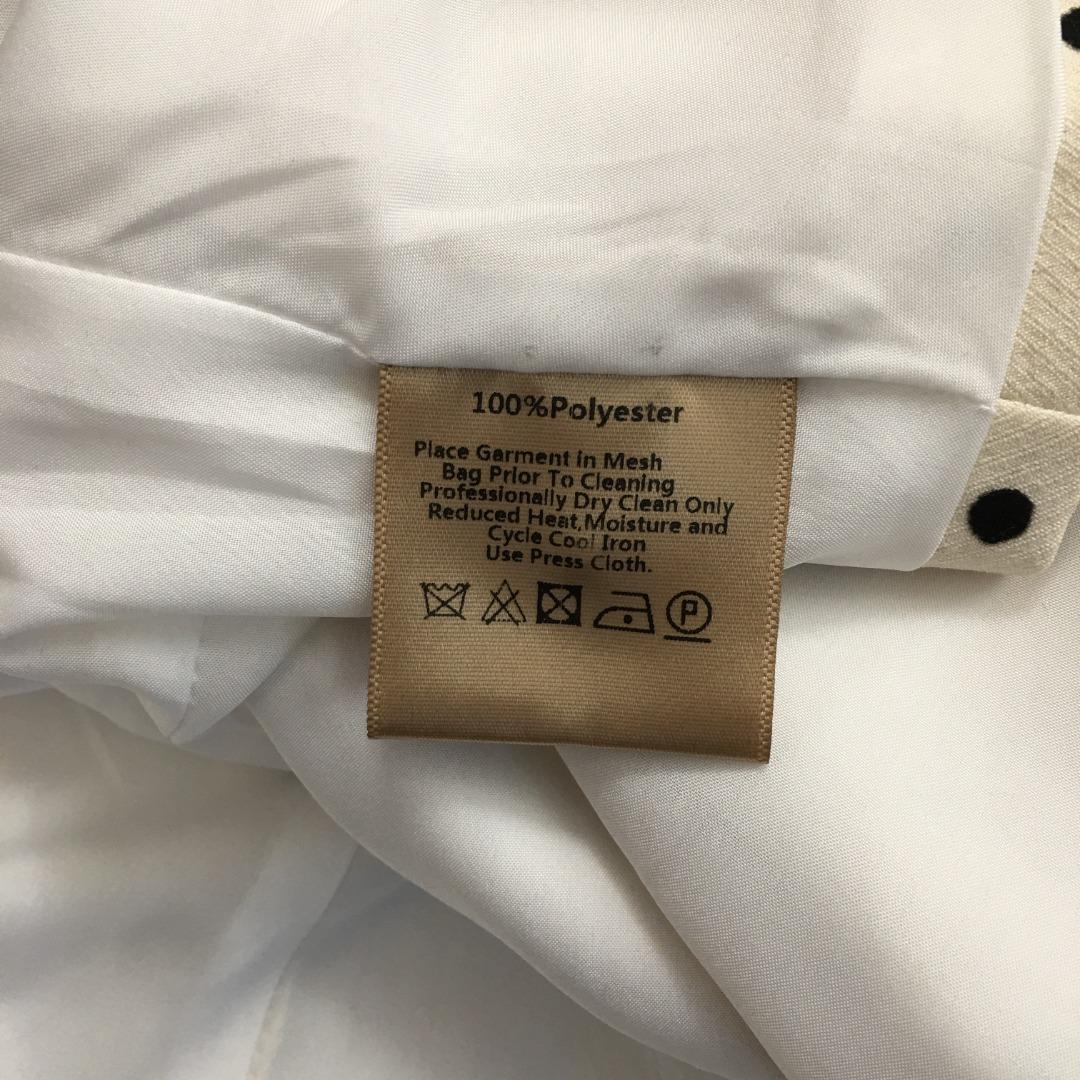 100%Polyester
Place Garment in Mesh
Bag Prior To Cleaning
Professionally Dry Clean Only
Reduced Heat,Moisture and
Cycle Cool Iron
Use Press Cloth.
P